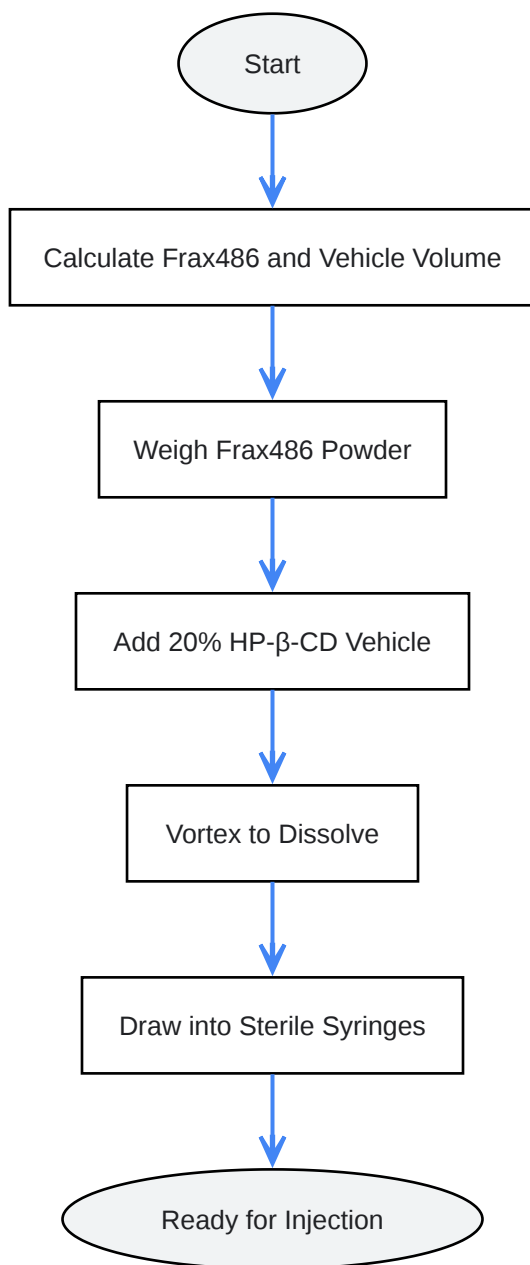 Start
Calculate Frax486 and Vehicle Volume
Weigh Frax486 Powder
Add 20% HP-β-CD Vehicle
Vortex to Dissolve
Draw into Sterile Syringes
Ready for Injection